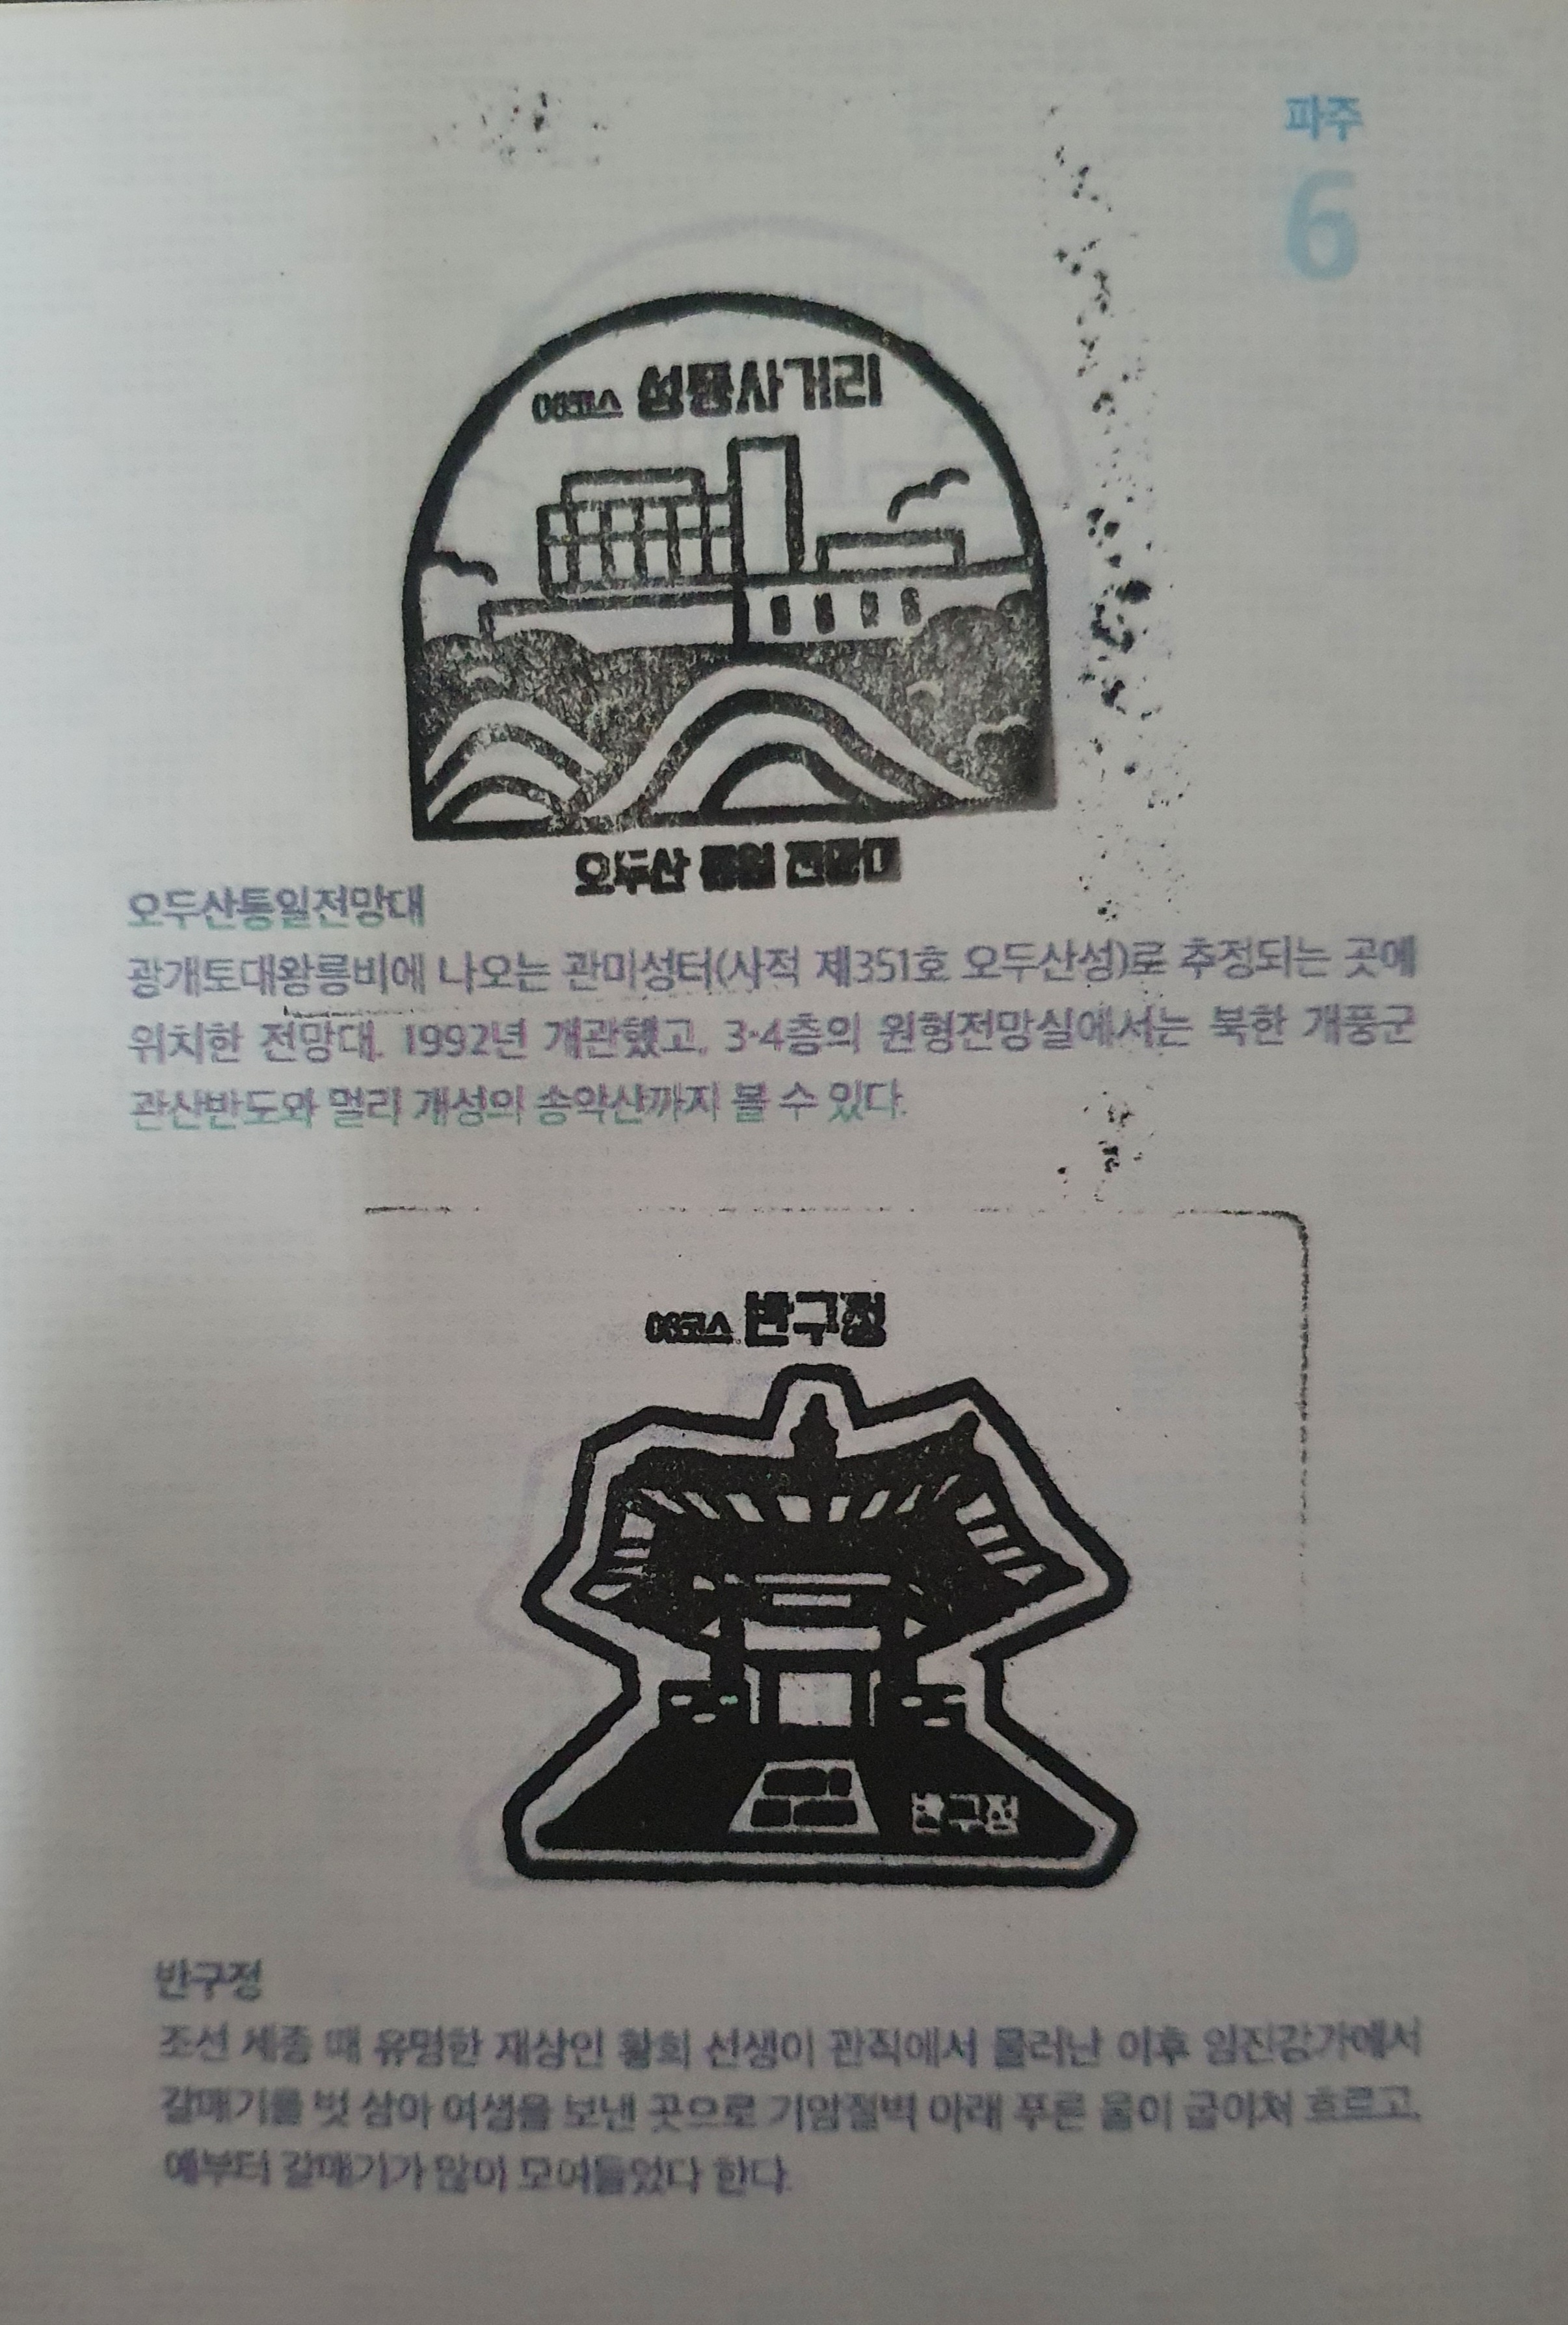 파주
6
06코스 성동사거리
오두산 통일 전망대
오두산통일전망대
광개토대왕릉비에 나오는 관미성터(사적 제351호 오두산성)로 추정되는 곳에
위치한 전망대. 1992년 개관했고, 3·4층의 원형전망실에서는 북한 개풍군
관산반도와 멀리 개성의 송악산까지 볼 수 있다.
반구정
반구정
반구정
조선 세종 때 유명한 재상인 황희 선생이 관직에서 물러난 이후 임진강가에서
갈매기를 벗 삼아 여생을 보낸 곳으로 기암절벽 아래 푸른 물이 굽이쳐 흐르고,
예부터 갈매기가 많이 모여들었다 한다.